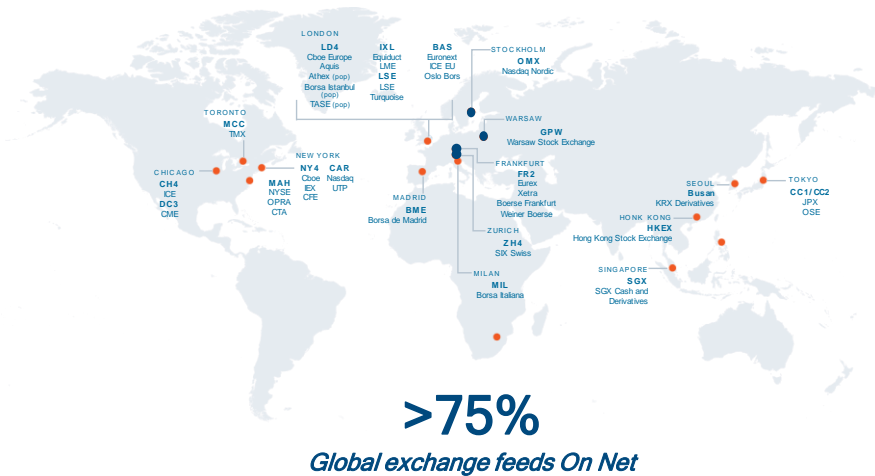 LONDON
LD4
Cboe Europe
Aquis
Athex (pop)
Borsa Istanbul
(pop)
TASE (pop)
IXL
Equiduct
LME
LSE
LSE
Turquoise
BAS
Euronext
ICE EU
Oslo Bors
STOCKHOLM
OMX
Nasdaq Nordic
TORONTO
MCC
TMX
WARSAW
GPW
Warsaw Stock Exchange
NEW YORK
NY4
Cboe
IEX
CFE
CAR
Nasdaq
UTP
MAH
NYSE
OPRA
CTA
CHICAGO
CH4
ICE
DC3
CME
FRANKFURT
FR2
Eurex
Xetra
Boerse Frankfurt
Weiner Boerse
MADRID
BME
Borsa de Madrid
ZURICH
ZH4
SIX Swiss
MILAN
MIL
Borsa Italiana
SEOUL
Busan
KRX Derivatives
TOKYO
CC1/CC2
JPX
OSE
HONK KONG
HKEX
Hong Kong Stock Exchange
SINGAPORE
SGX
SGX Cash and
Derivatives
>75%
Global exchange feeds On Net